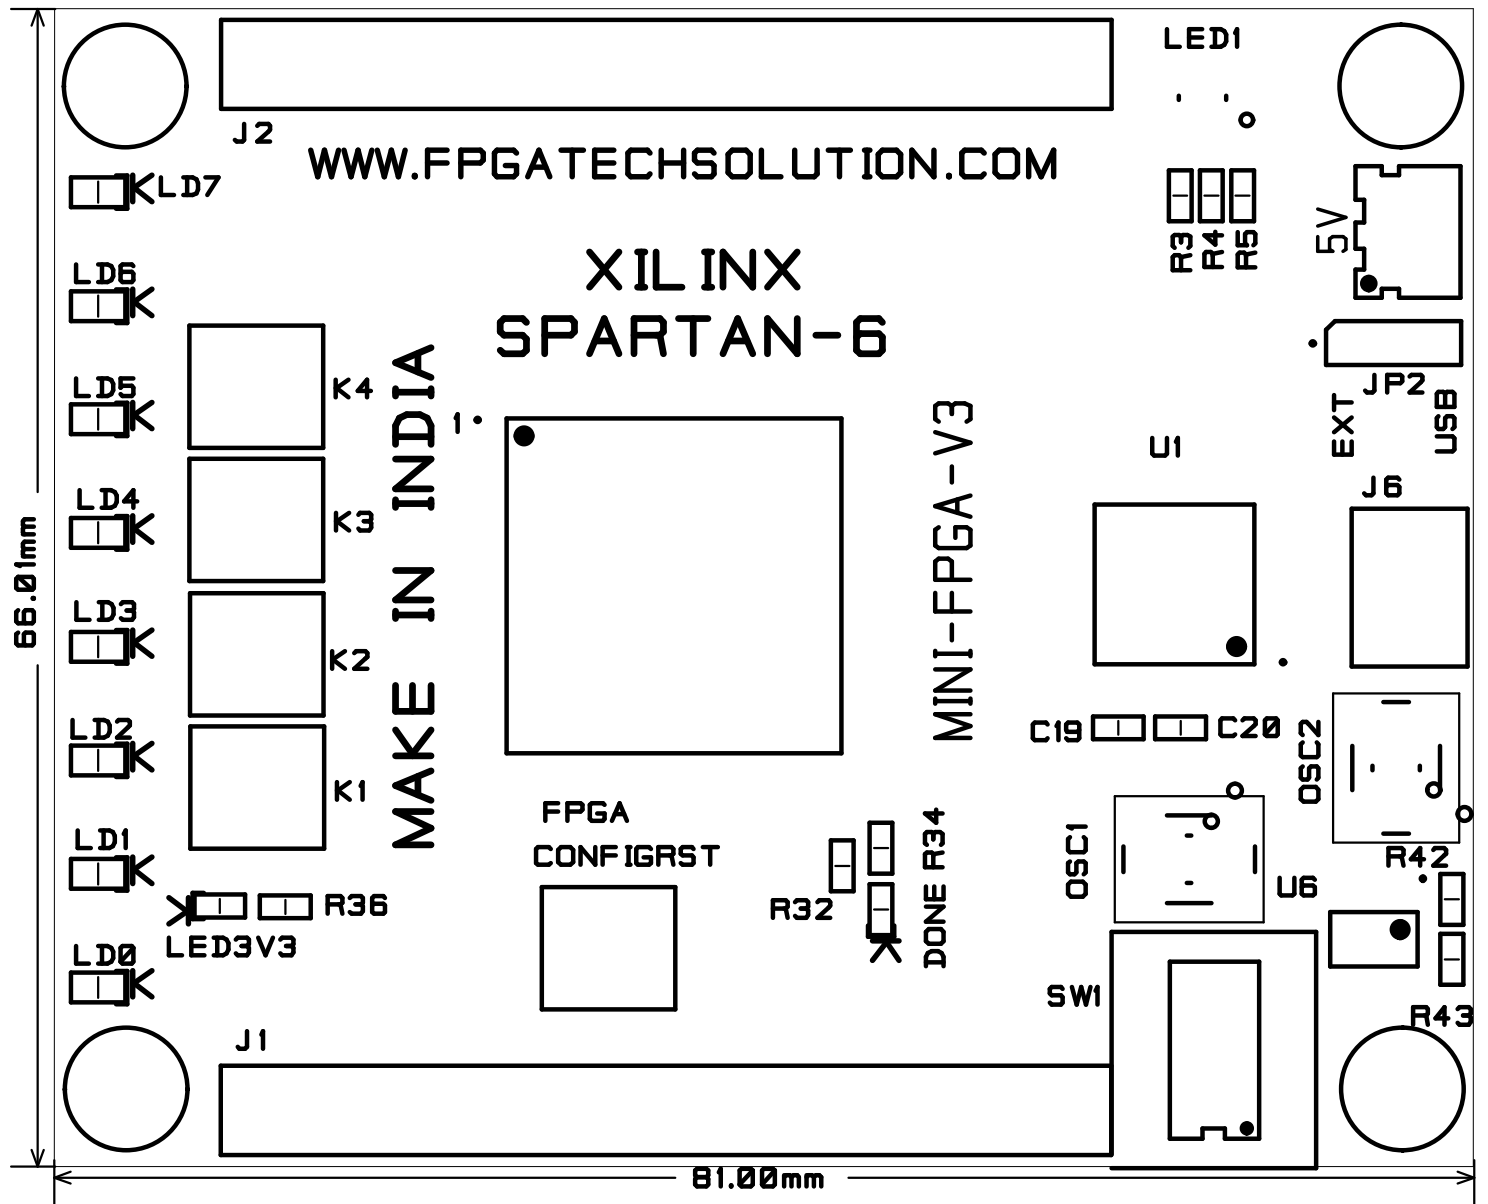 LED1
J2
WWW.FPGATECHSOLUTION.COM
LD7
R3
R4
R5
5V
XILINX
SPARTAN-6
LD6
LD5
K4
MAKE IN INDIA
1
MINI-FPGA-V3
JP2
EXT
USB
U1
J6
LD4
K3
66.01mm
LD3
K2
LD2
C19
C20
OSC2
K1
FPGA
CONFIGRST
LD1
R34
OSC1
R42
U6
R36
R32
DONE
LED3V3
LD0
SW1
R43
J1
81.00mm